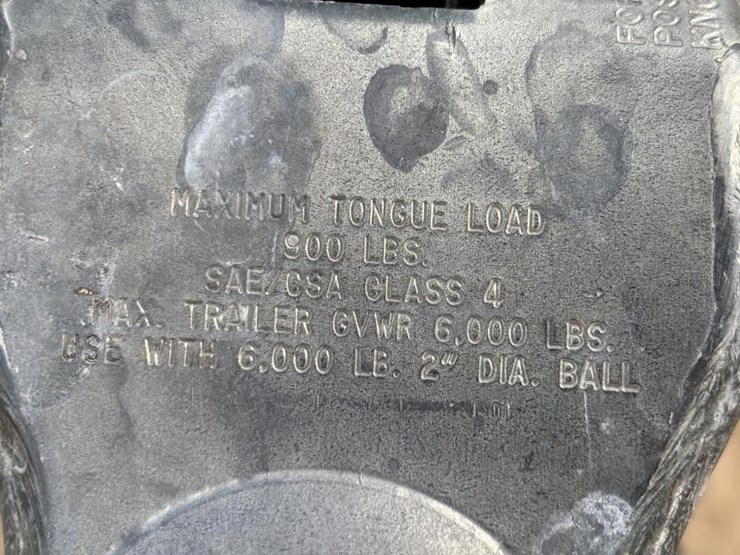 MAXIMUM TONGUE LOAD
900 LBS.
SAE/CSA CLASS 4
MAX. TRAILER GVWR 6,000 LBS.
USE WITH 6,000 LB. 2" DIA. BALL